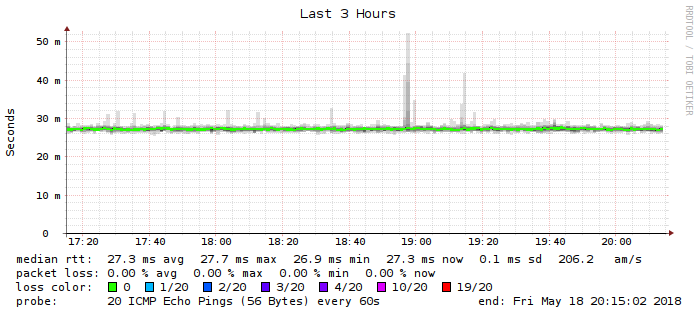 Last 3 Hours
RRDTOOL / TOBI OETIKER
Seconds
50 m
40 m
30 m
20 m
10 m
0
17:20 17:40 18:00 18:20 18:40 19:00 19:20 19:40 20:00
median rtt: 27.3 ms avg 27.7 ms max 26.9 ms min 27.3 ms now 0.1 ms sd 206.2 am/s
packet loss: 0.00 % avg 0.00 % max 0.00 % min 0.00 % now
loss color: 0 1/20 2/20 3/20 4/20 10/20 19/20
probe: 20 ICMP Echo Pings (56 Bytes) every 60s end: Fri May 18 20:15:02 2018